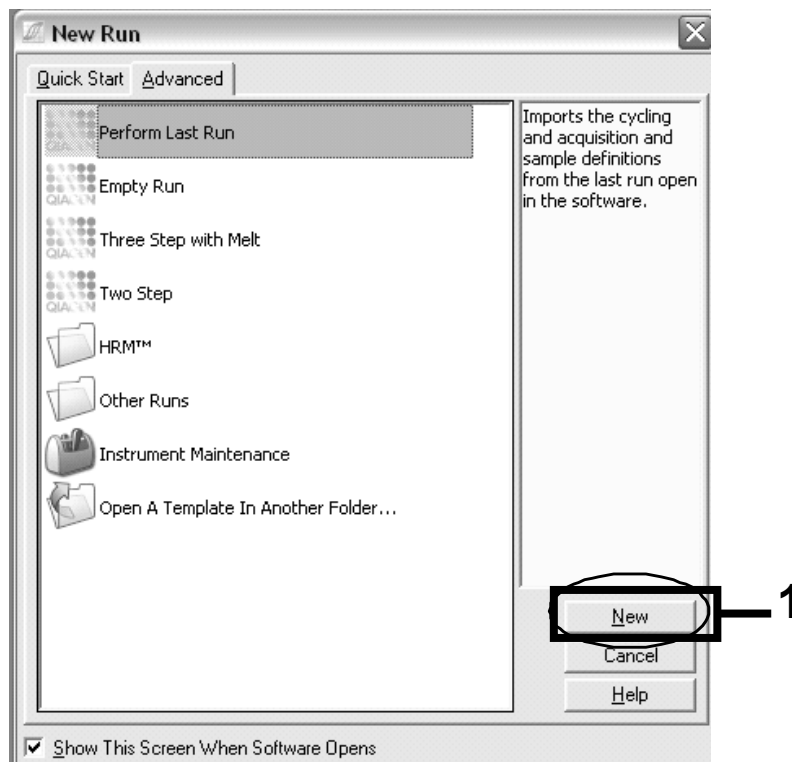 New Run
Quick Start Advanced
Perform Last Run
Empty Run
Three Step with Melt
Two Step
HRM™
Other Runs
Instrument Maintenance
Open A Template In Another Folder...
Imports the cycling
and acquisition and
sample definitions
from the last run open
in the software.
New
1
Cancel
Help
Show This Screen When Software Opens